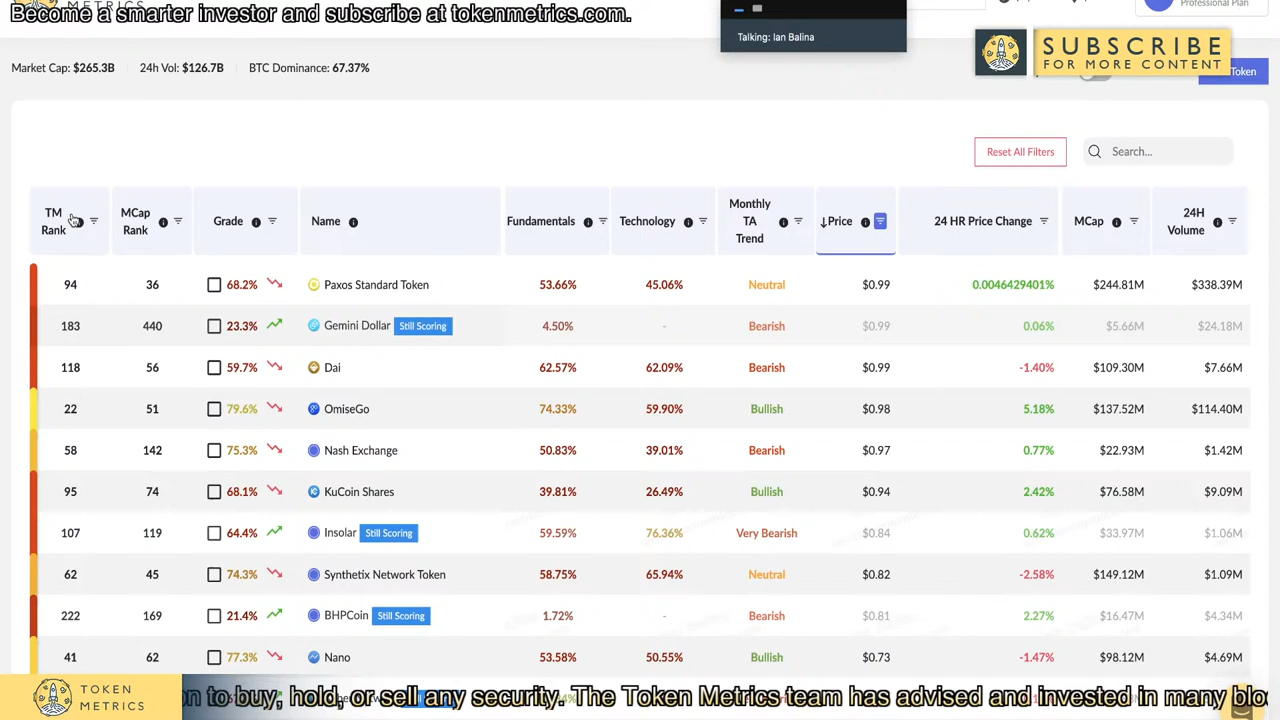 METRICS
Become a smarter investor and subscribe at tokenmetrics.com.
Professional Plan
Talking: Ian Balina
SUBSCRIBE
FOR MORE CONTENT
Token
Market Cap: $265.3B 24h Vol: $126.7B BTC Dominance: 67.37%
Reset All Filters Search...
TM Rank MCap Rank Grade Name Fundamentals Technology Monthly TA Trend ↓Price 24 HR Price Change MCap 24H Volume
94 36 68.2% Paxos Standard Token 53.66% 45.06% Neutral $0.99 0.0046429401% $244.81M $338.39M
183 440 23.3% Gemini Dollar Still Scoring 4.50% - Bearish $0.99 0.06% $5.66M $24.18M
118 56 59.7% Dai 62.57% 62.09% Bearish $0.99 -1.40% $109.30M $7.66M
22 51 79.6% OmiseGo 74.33% 59.90% Bullish $0.98 5.18% $137.52M $114.40M
58 142 75.3% Nash Exchange 50.83% 39.01% Bearish $0.97 0.77% $22.93M $1.42M
95 74 68.1% KuCoin Shares 39.81% 26.49% Bullish $0.94 2.42% $76.58M $9.09M
107 119 64.4% Insolar Still Scoring 59.59% 76.36% Very Bearish $0.84 0.62% $33.97M $1.06M
62 45 74.3% Synthetix Network Token 58.75% 65.94% Neutral $0.82 -2.58% $149.12M $1.09M
222 169 21.4% BHPCoin Still Scoring 1.72% - Bearish $0.81 2.27% $16.47M $4.34M
41 62 77.3% Nano 53.58% 50.55% Bullish $0.73 -1.47% $98.12M $4.69M
TOKEN
METRICS
on to buy, hold, or sell any security. The Token Metrics team has advised and invested in many blo